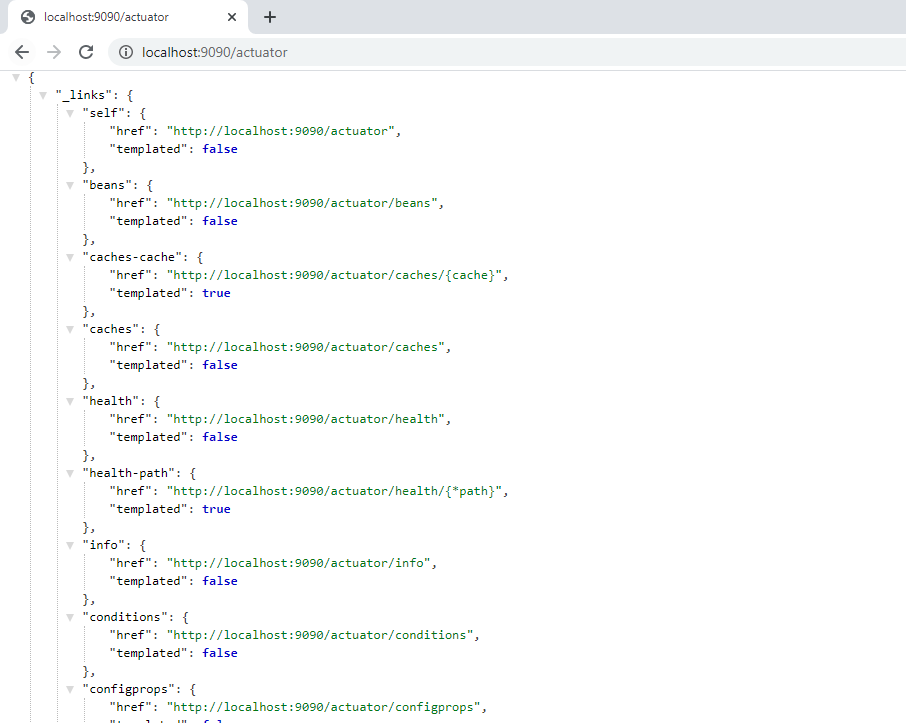 localhost:9090/actuator
localhost:9090/actuator
{
"_links": {
"self": {
"href": "http://localhost:9090/actuator",
"templated": false
},
"beans": {
"href": "http://localhost:9090/actuator/beans",
"templated": false
},
"caches-cache": {
"href": "http://localhost:9090/actuator/caches/{cache}",
"templated": true
},
"caches": {
"href": "http://localhost:9090/actuator/caches",
"templated": false
},
"health": {
"href": "http://localhost:9090/actuator/health",
"templated": false
},
"health-path": {
"href": "http://localhost:9090/actuator/health/{*path}",
"templated": true
},
"info": {
"href": "http://localhost:9090/actuator/info",
"templated": false
},
"conditions": {
"href": "http://localhost:9090/actuator/conditions",
"templated": false
},
"configprops": {
"href": "http://localhost:9090/actuator/configprops",